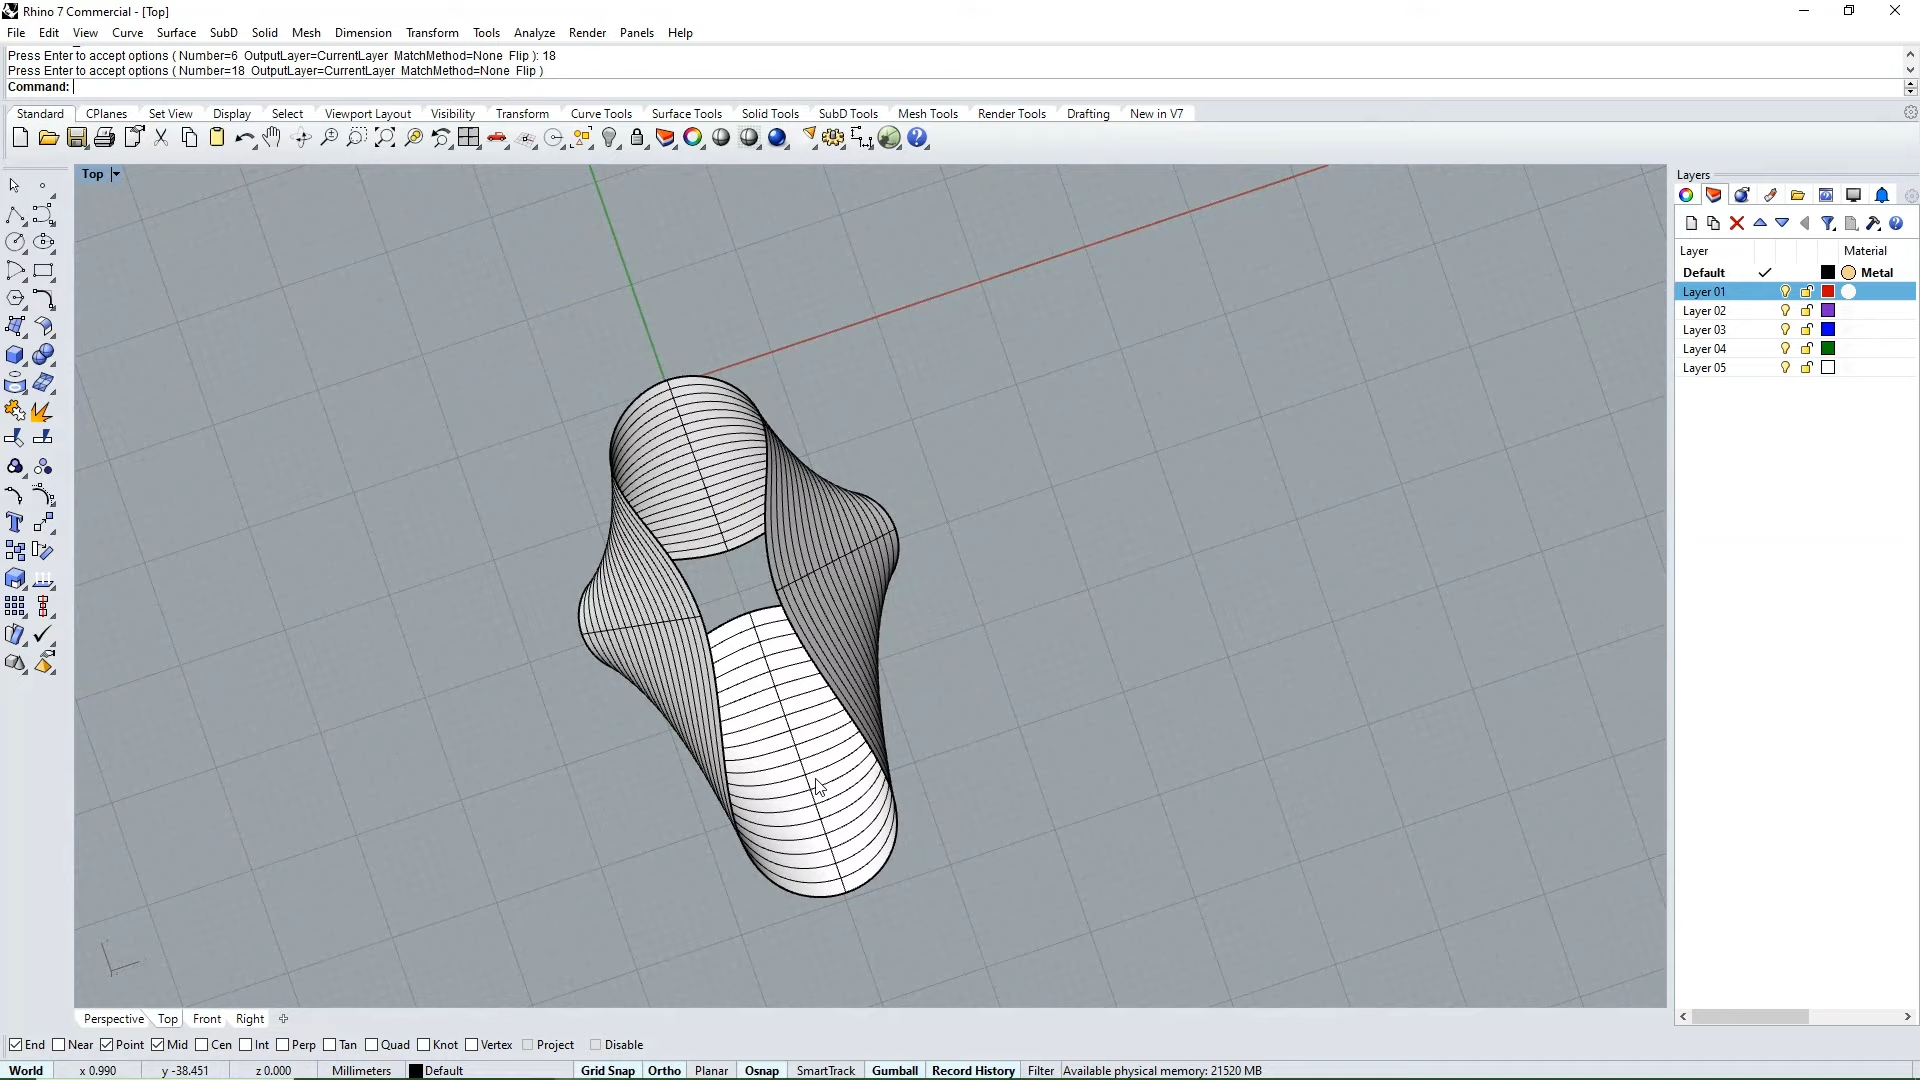 Rhino 7 Commercial - [Top]
File Edit View Curve Surface SubD Solid Mesh Dimension Transform Tools Analyze Render Panels Help
Press Enter to accept options ( Number=6 OutputLayer=CurrentLayer MatchMethod=None Flip ): 18
Press Enter to accept options ( Number=18 OutputLayer=CurrentLayer MatchMethod=None Flip )
Command:
Standard CPlanes Set View Display Select Viewport Layout Visibility Transform Curve Tools Surface Tools Solid Tools SubD Tools Mesh Tools Render Tools Drafting New in V7
Top
Layers
Layer Material
Default Metal
Layer 01
Layer 02
Layer 03
Layer 04
Layer 05
Perspective Top Front Right
End Near Point Mid Cen Int Perp Tan Quad Knot Vertex Project Disable
World x 0.990 y -38.451 z 0.000 Millimeters Default Grid Snap Ortho Planar Osnap SmartTrack Gumball Record History Filter Available physical memory: 21520 MB